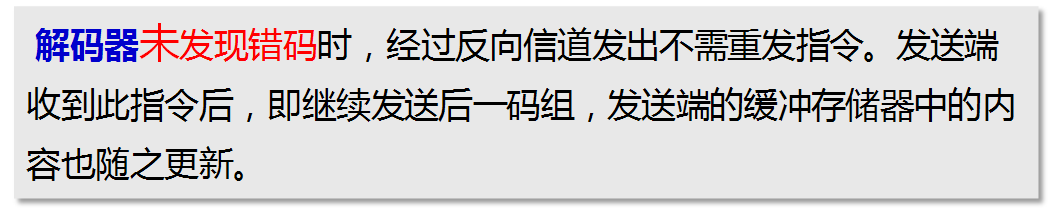 解码器未发现错码时，经过反向信道发出不需重发指令。发送端
收到此指令后，即继续发送后一码组，发送端的缓冲存储器中的内
容也随之更新。